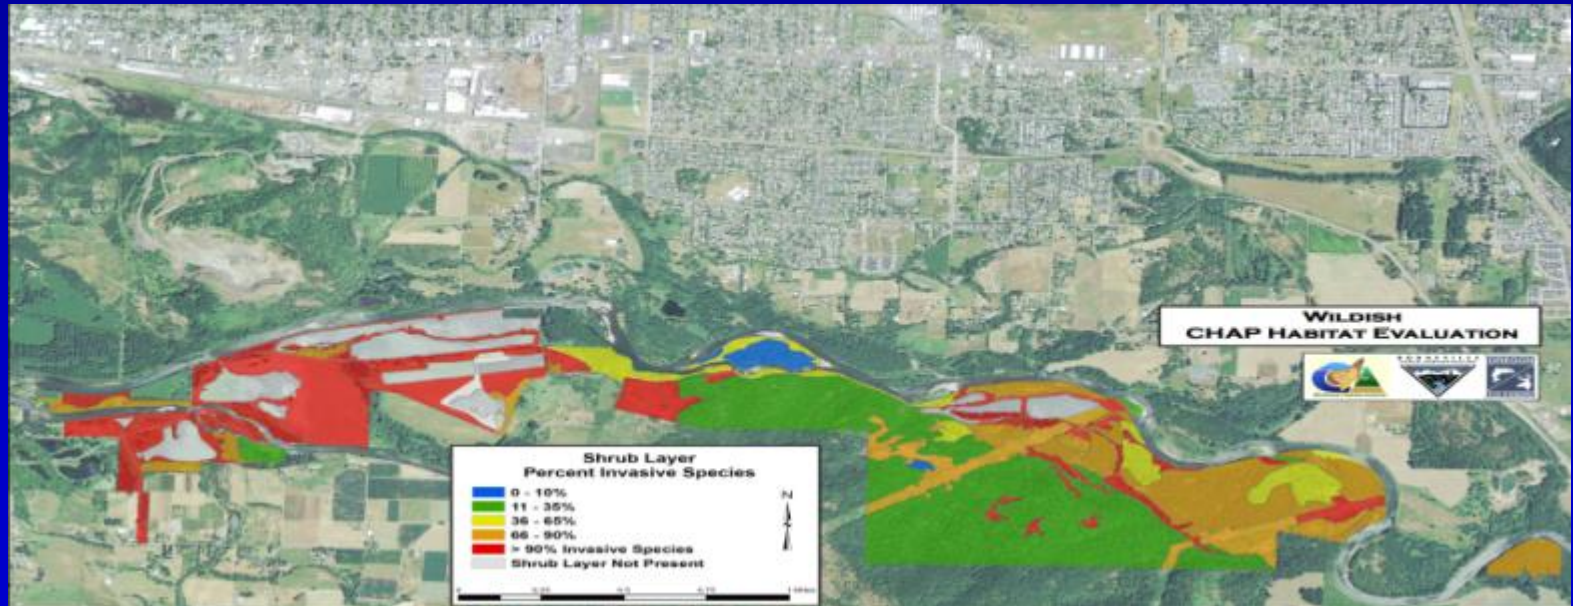 WILDISH
CHAP HABITAT EVALUATION
Shrub Layer
Percent Invasive Species
0 - 10%
11 - 35%
36 - 65%
66 - 90%
> 90% Invasive Species
Shrub Layer Not Present
N